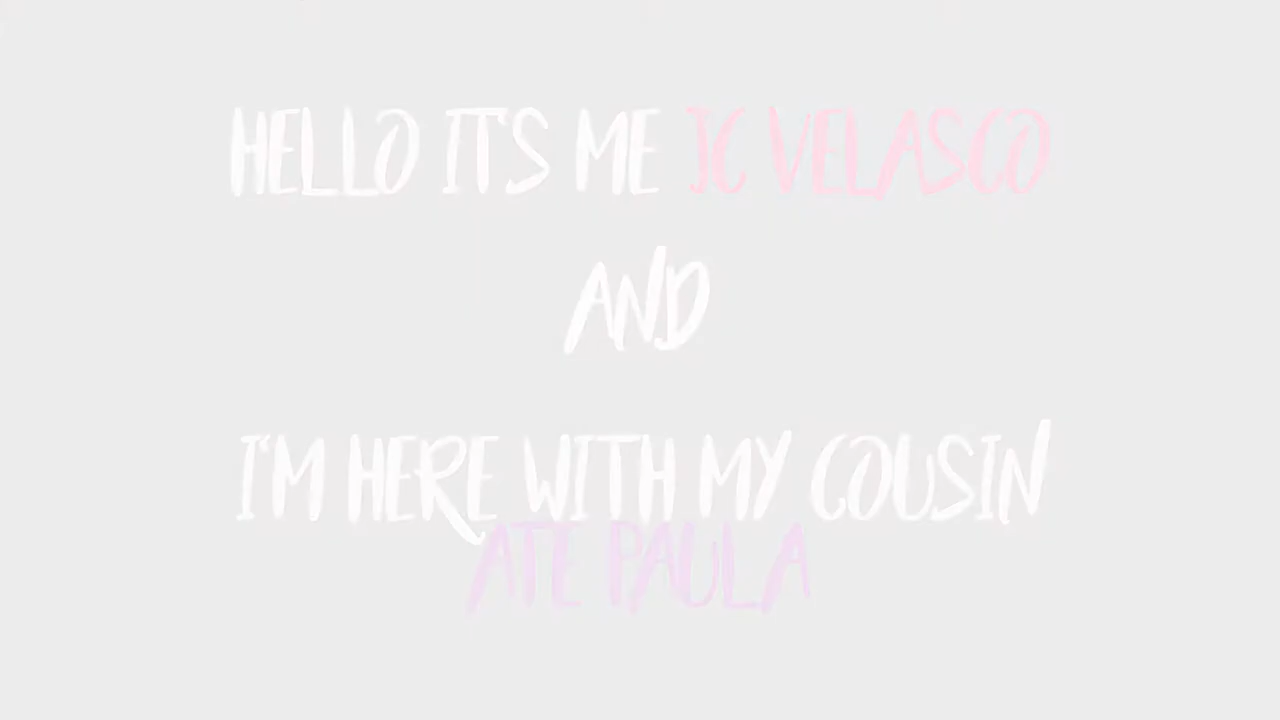 HELLO IT'S ME JC VELASCO
AND
I'M HERE WITH MY COUSIN
ATE PAULA